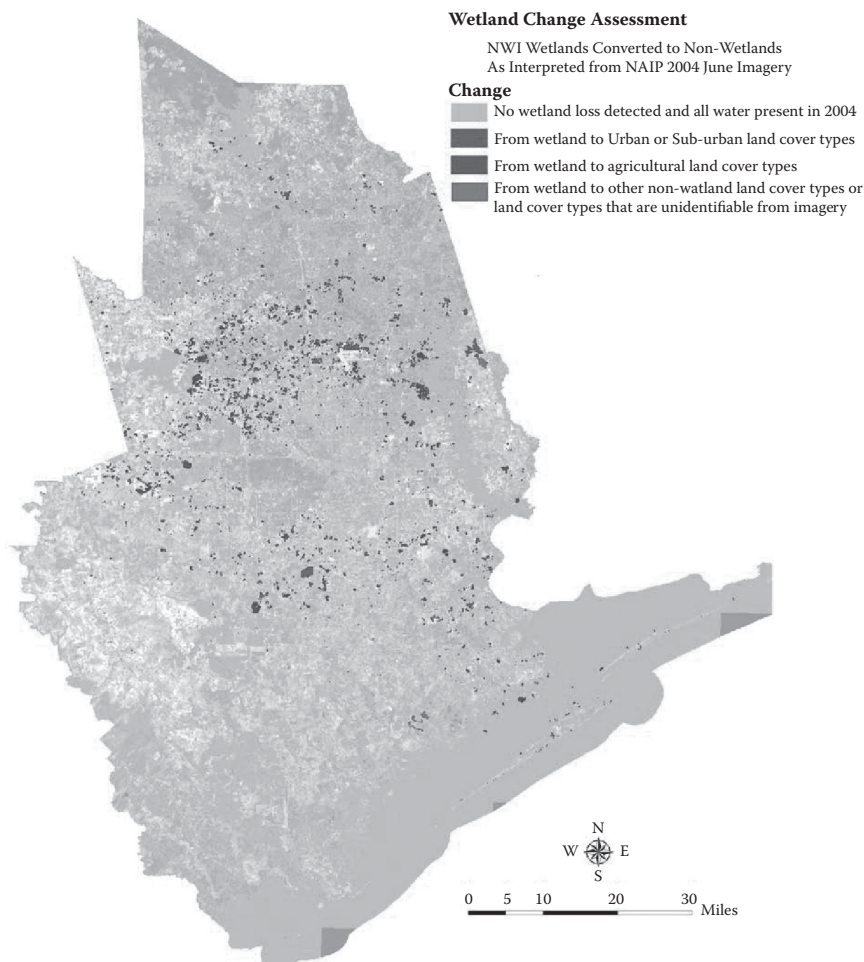 Wetland Change Assessment
NWI Wetlands Converted to Non-Wetlands
As Interpreted from NAIP 2004 June Imagery
Change
No wetland loss detected and all water present in 2004
From wetland to Urban or Sub-urban land cover types
From wetland to agricultural land cover types
From wetland to other non-watland land cover types or
land cover types that are unidentifiable from imagery
N
W E
S
0 5 10 20 30
Miles